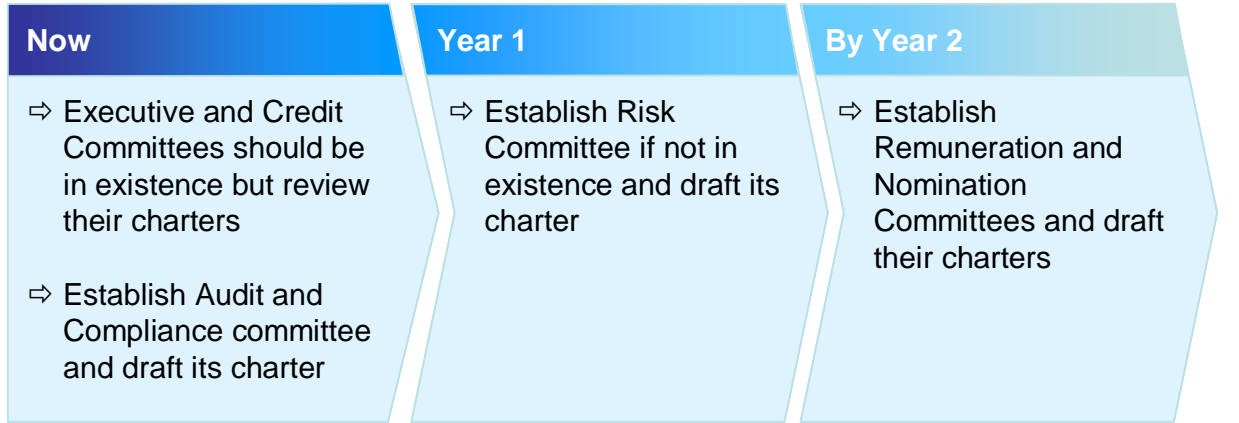 Now
⇨ Executive and Credit
Committees should be
in existence but review
their charters
⇨ Establish Audit and
Compliance committee
and draft its charter
Year 1
⇨ Establish Risk
Committee if not in
existence and draft its
charter
By Year 2
⇨ Establish
Remuneration and
Nomination
Committees and draft
their charters